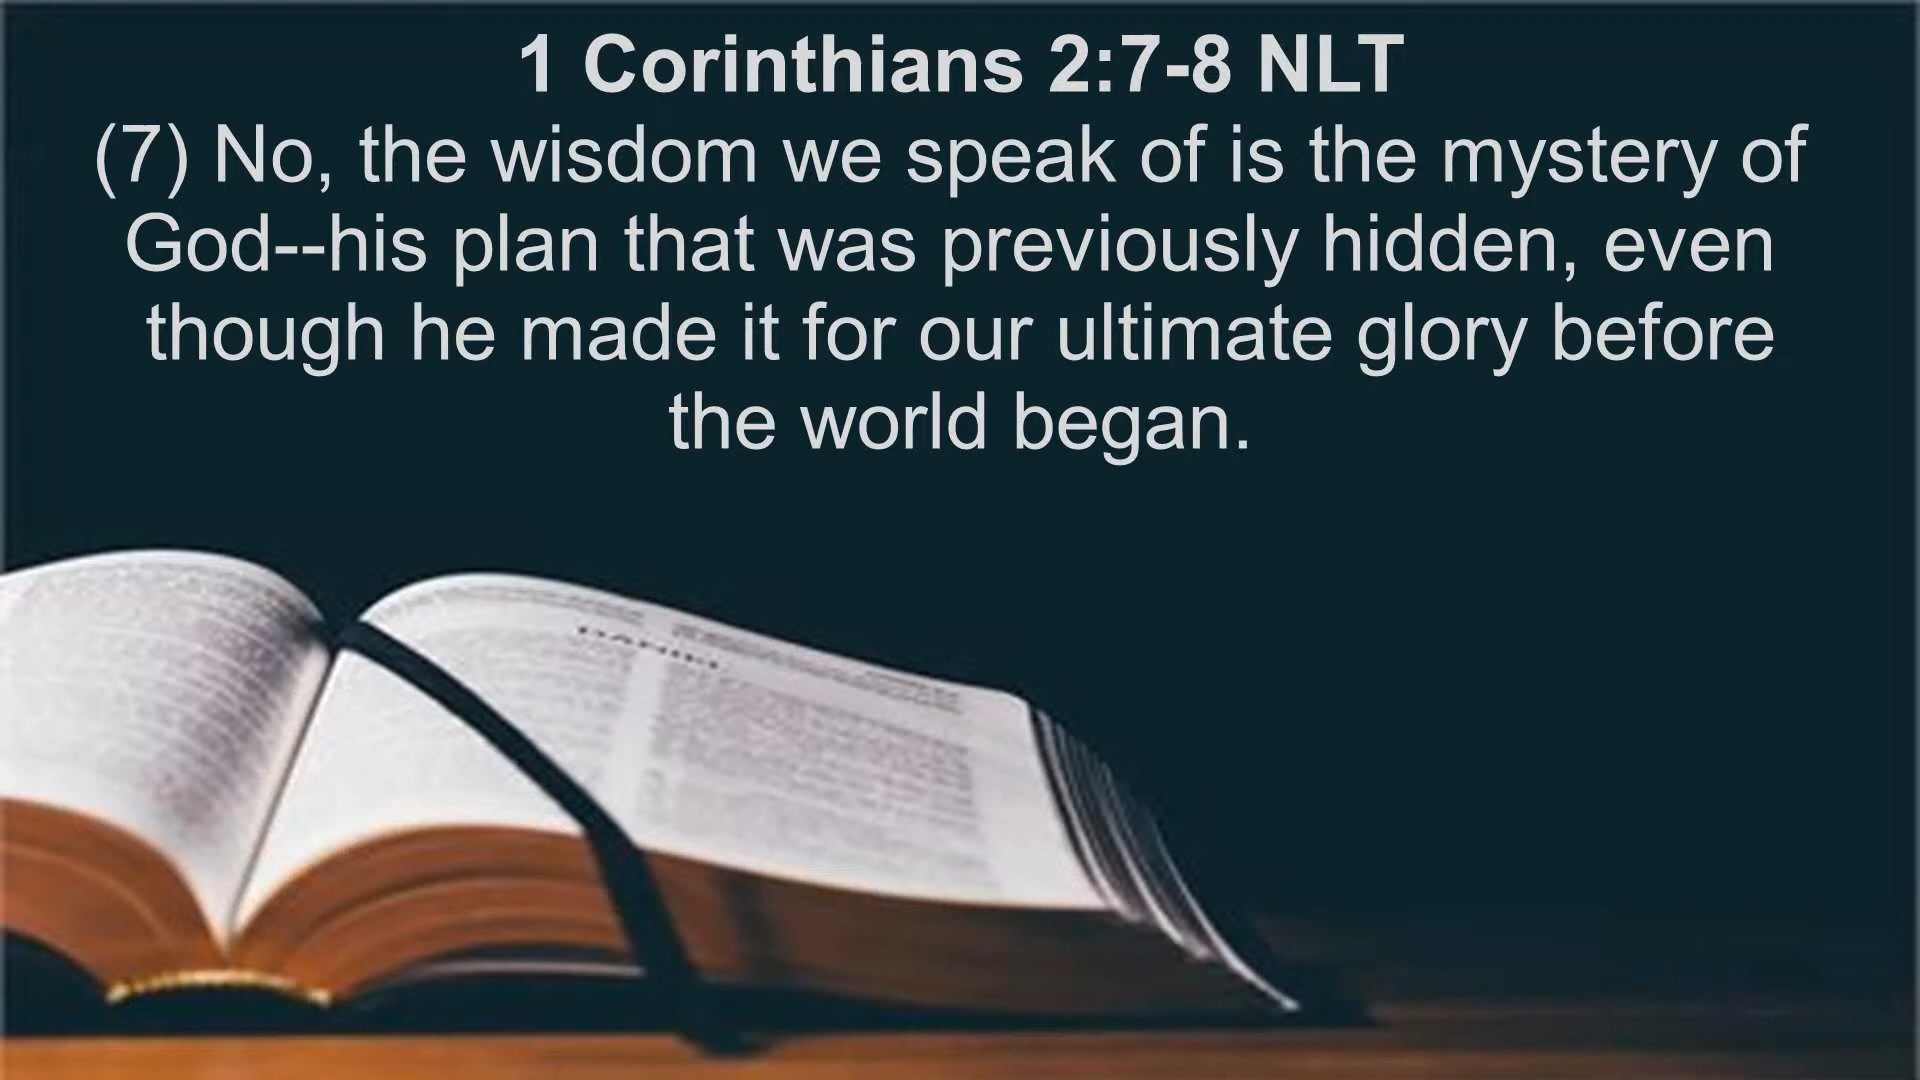 1 Corinthians 2:7-8 NLT
(7) No, the wisdom we speak of is the mystery of
God--his plan that was previously hidden, even
though he made it for our ultimate glory before
the world began.